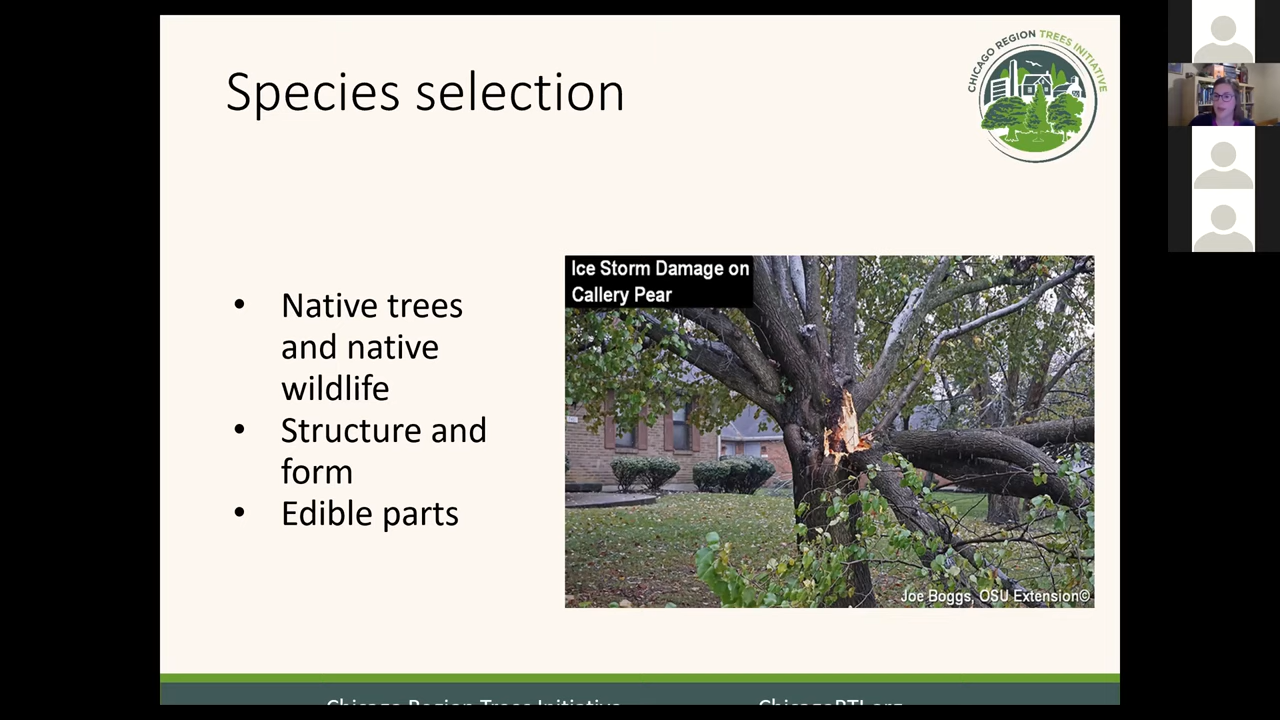 Species selection
CHICAGO REGION TREES INITIATIVE
Ice Storm Damage on
Callery Pear
• Native trees
and native
wildlife
• Structure and
form
• Edible parts
Joe Boggs, OSU Extension©
Chicago Region Trees Initiative
ChicagoRTI.org